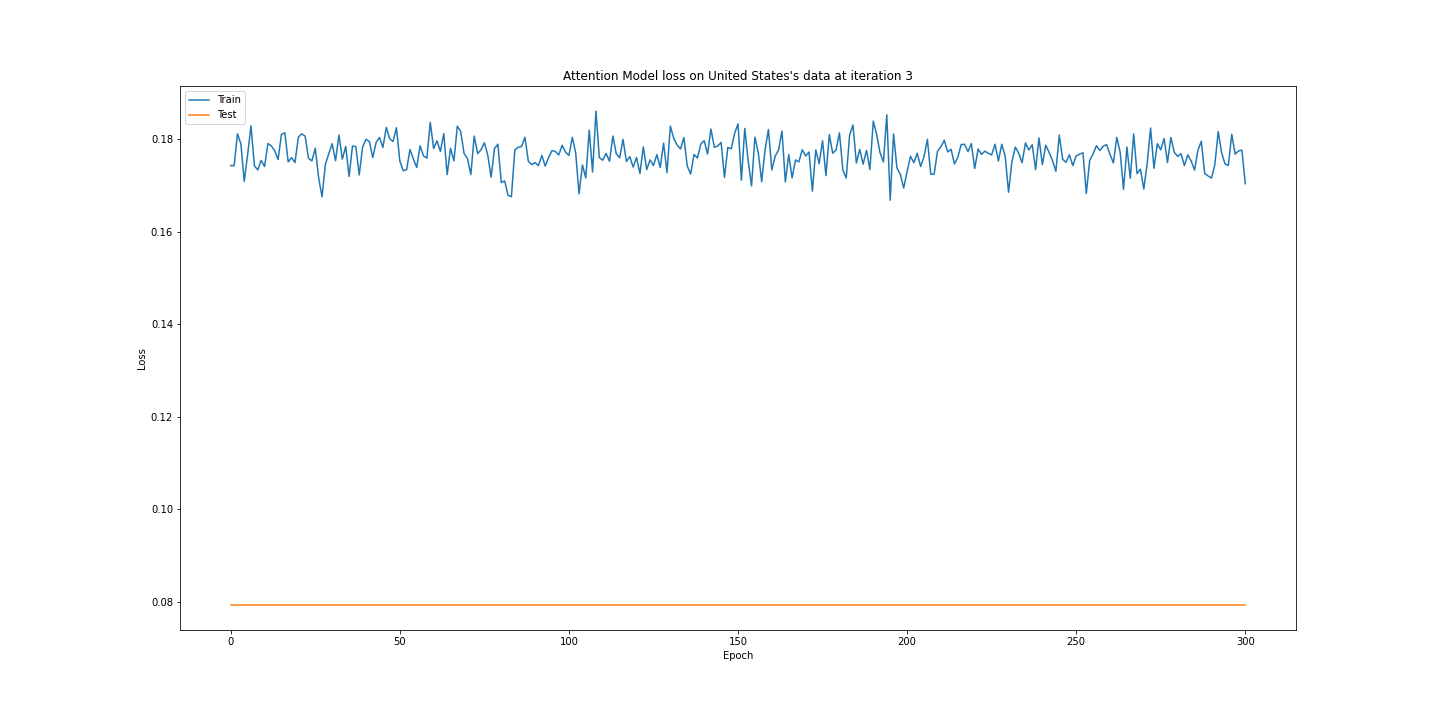 Attention Model loss on United States's data at iteration 3
Train
Test
0.18
0.16
0.14
0.12
0.10
0.08
Loss
0
50
100
150
200
250
300
Epoch